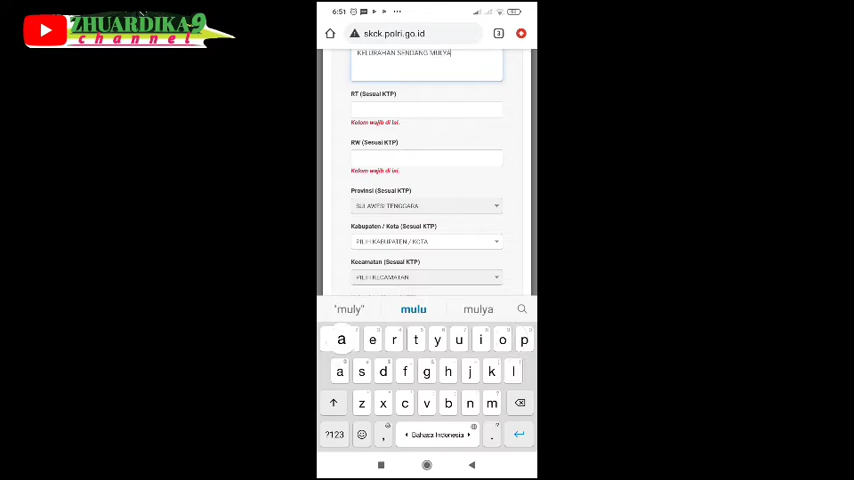 ZHUARDIKA9
channel
6:51
skck.polri.go.id
3
KELURAHAN SENDANG MULYA
RT (Sesuai KTP)
Kolom wajib di isi.
RW (Sesuai KTP)
Kolom wajib di isi.
Provinsi (Sesuai KTP)
SULAWESI TENGGARA
Kabupaten / Kota (Sesuai KTP)
PILIH KABUPATEN / KOTA
Kecamatan (Sesuai KTP)
PILIH KECAMATAN
"muly" mulu mulya
a e r t y u i o p
a s d f g h j k l
z x c v b n m
?123 , Bahasa Indonesia .